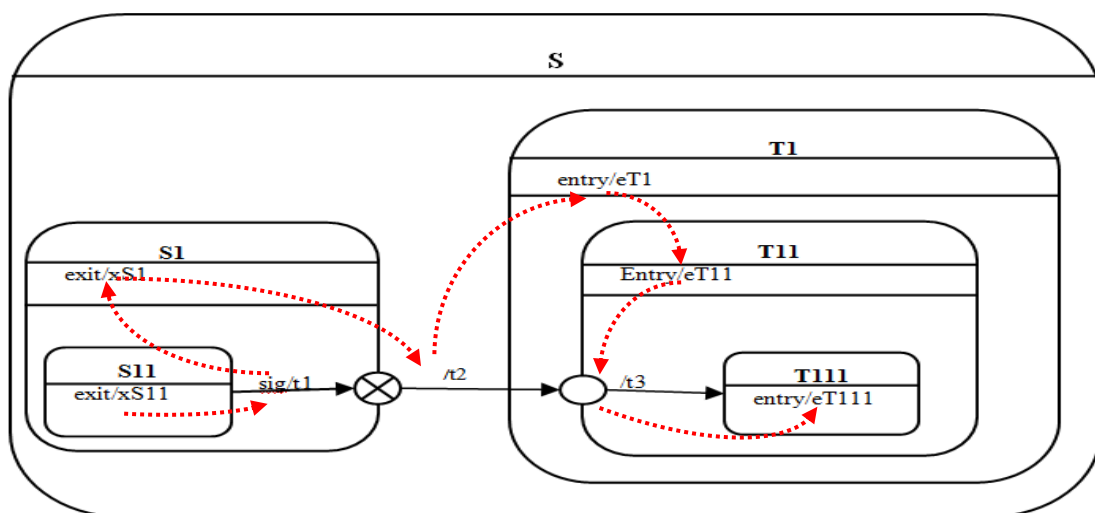 S
T1
entry/eT1
S1
T11
exit/xS1
Entry/eT11
S11
sig/t1
/t2
/t3
T111
exit/xS11
entry/eT111